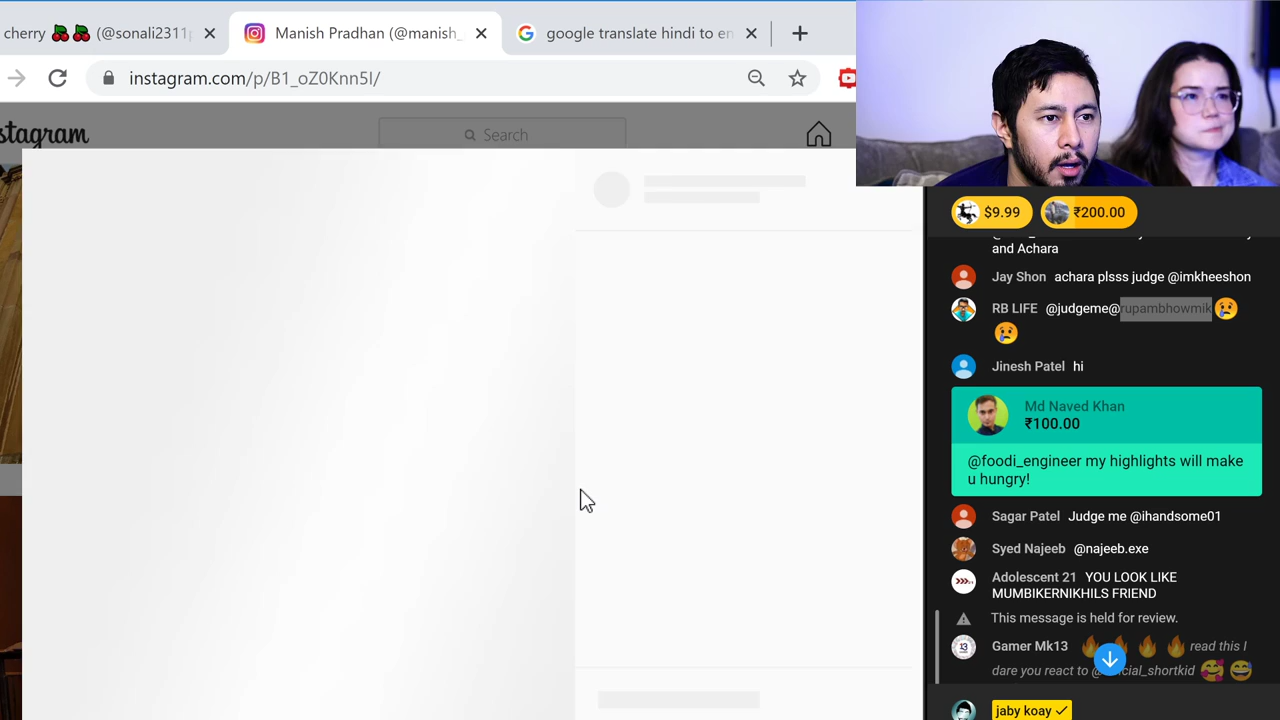 cherry 🍒🍒 (@sonali2311
Manish Pradhan (@manish_
google translate hindi to en
instagram.com/p/B1_oZ0Knn5I/
stagram
Search
$9.99
₹200.00
and Achara
Jay Shon achara plsss judge @imkheeshon
RB LIFE @judgeme@rupambhowmik😢
😢
Jinesh Patel hi
Md Naved Khan
₹100.00
@foodi_engineer my highlights will make
u hungry!
Sagar Patel Judge me @ihandsome01
Syed Najeeb @najeeb.exe
Adolescent 21 YOU LOOK LIKE
MUMBIKERNIKHILS FRIEND
This message is held for review.
Gamer Mk13 🔥🔥🔥🔥 read this I
dare you react to 🥰😅
jaby koay